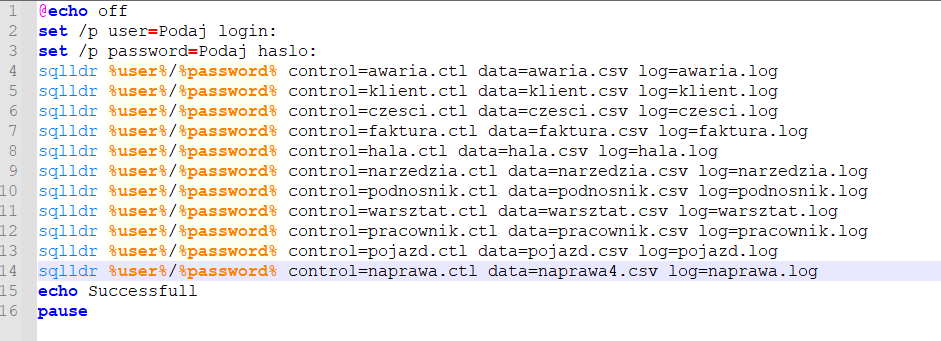 1 @echo off
2 set /p user=Podaj login:
3 set /p password=Podaj haslo:
4 sqlldr %user%/%password% control=awaria.ctl data=awaria.csv log=awaria.log
5 sqlldr %user%/%password% control=klient.ctl data=klient.csv log=klient.log
6 sqlldr %user%/%password% control=czesci.ctl data=czesci.csv log=czesci.log
7 sqlldr %user%/%password% control=faktura.ctl data=faktura.csv log=faktura.log
8 sqlldr %user%/%password% control=hala.ctl data=hala.csv log=hala.log
9 sqlldr %user%/%password% control=narzedzia.ctl data=narzedzia.csv log=narzedzia.log
10 sqlldr %user%/%password% control=podnosnik.ctl data=podnosnik.csv log=podnosnik.log
11 sqlldr %user%/%password% control=warsztat.ctl data=warsztat.csv log=warsztat.log
12 sqlldr %user%/%password% control=pracownik.ctl data=pracownik.csv log=pracownik.log
13 sqlldr %user%/%password% control=pojazd.ctl data=pojazd.csv log=pojazd.log
14 sqlldr %user%/%password% control=naprawa.ctl data=naprawa4.csv log=naprawa.log
15 echo Successfull
16 pause